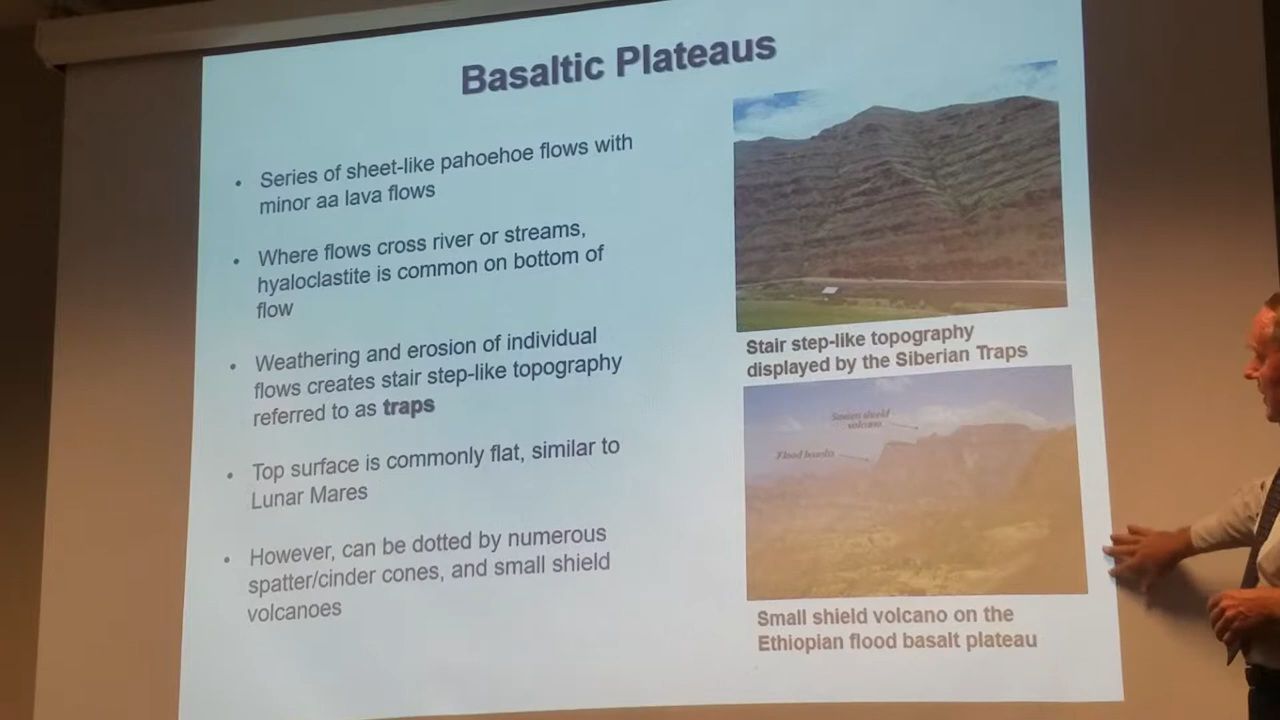 Basaltic Plateaus
• Series of sheet-like pahoehoe flows with
minor aa lava flows
• Where flows cross river or streams,
hyaloclastite is common on bottom of
flow
• Weathering and erosion of individual
flows creates stair step-like topography
referred to as traps
• Top surface is commonly flat, similar to
Lunar Mares
• However, can be dotted by numerous
spatter/cinder cones, and small shield
volcanoes
Stair step-like topography
displayed by the Siberian Traps
shield
volcano
Flood basalts
Small shield volcano on the
Ethiopian flood basalt plateau